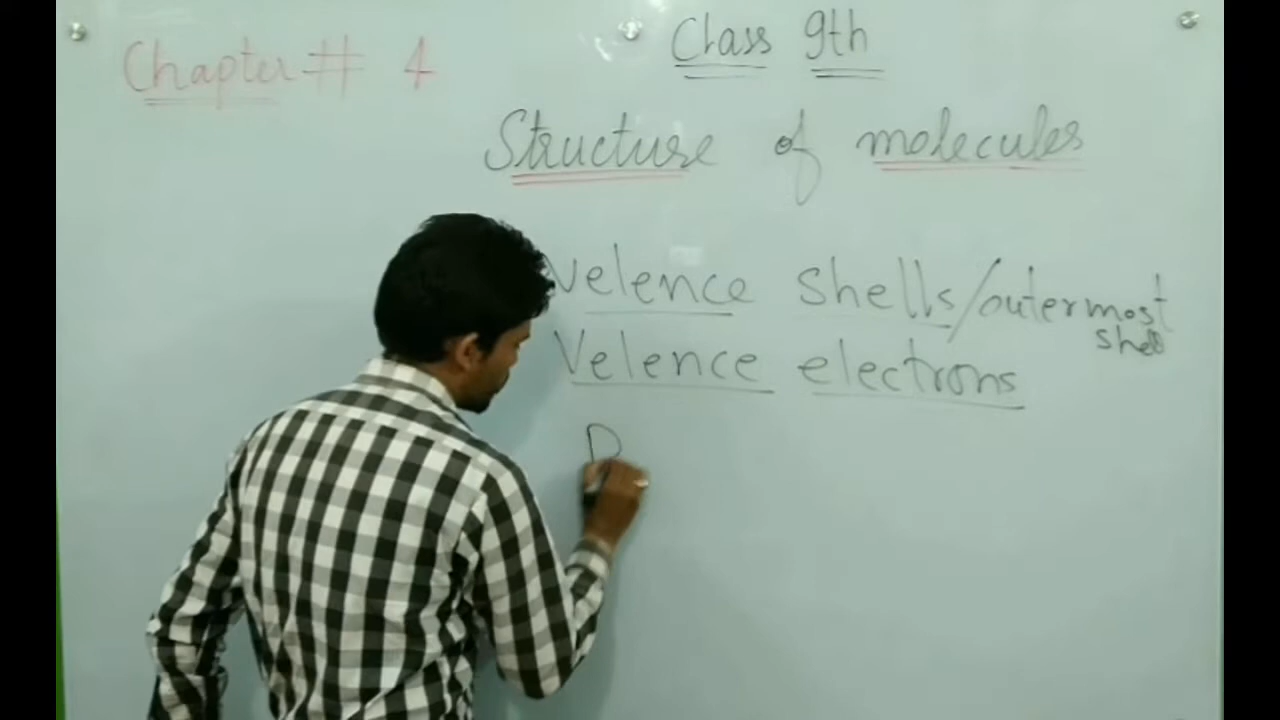 Chapter # 4
Class 9th
Structure of molecules
Velence shells/outermost
shell
Velence electrons